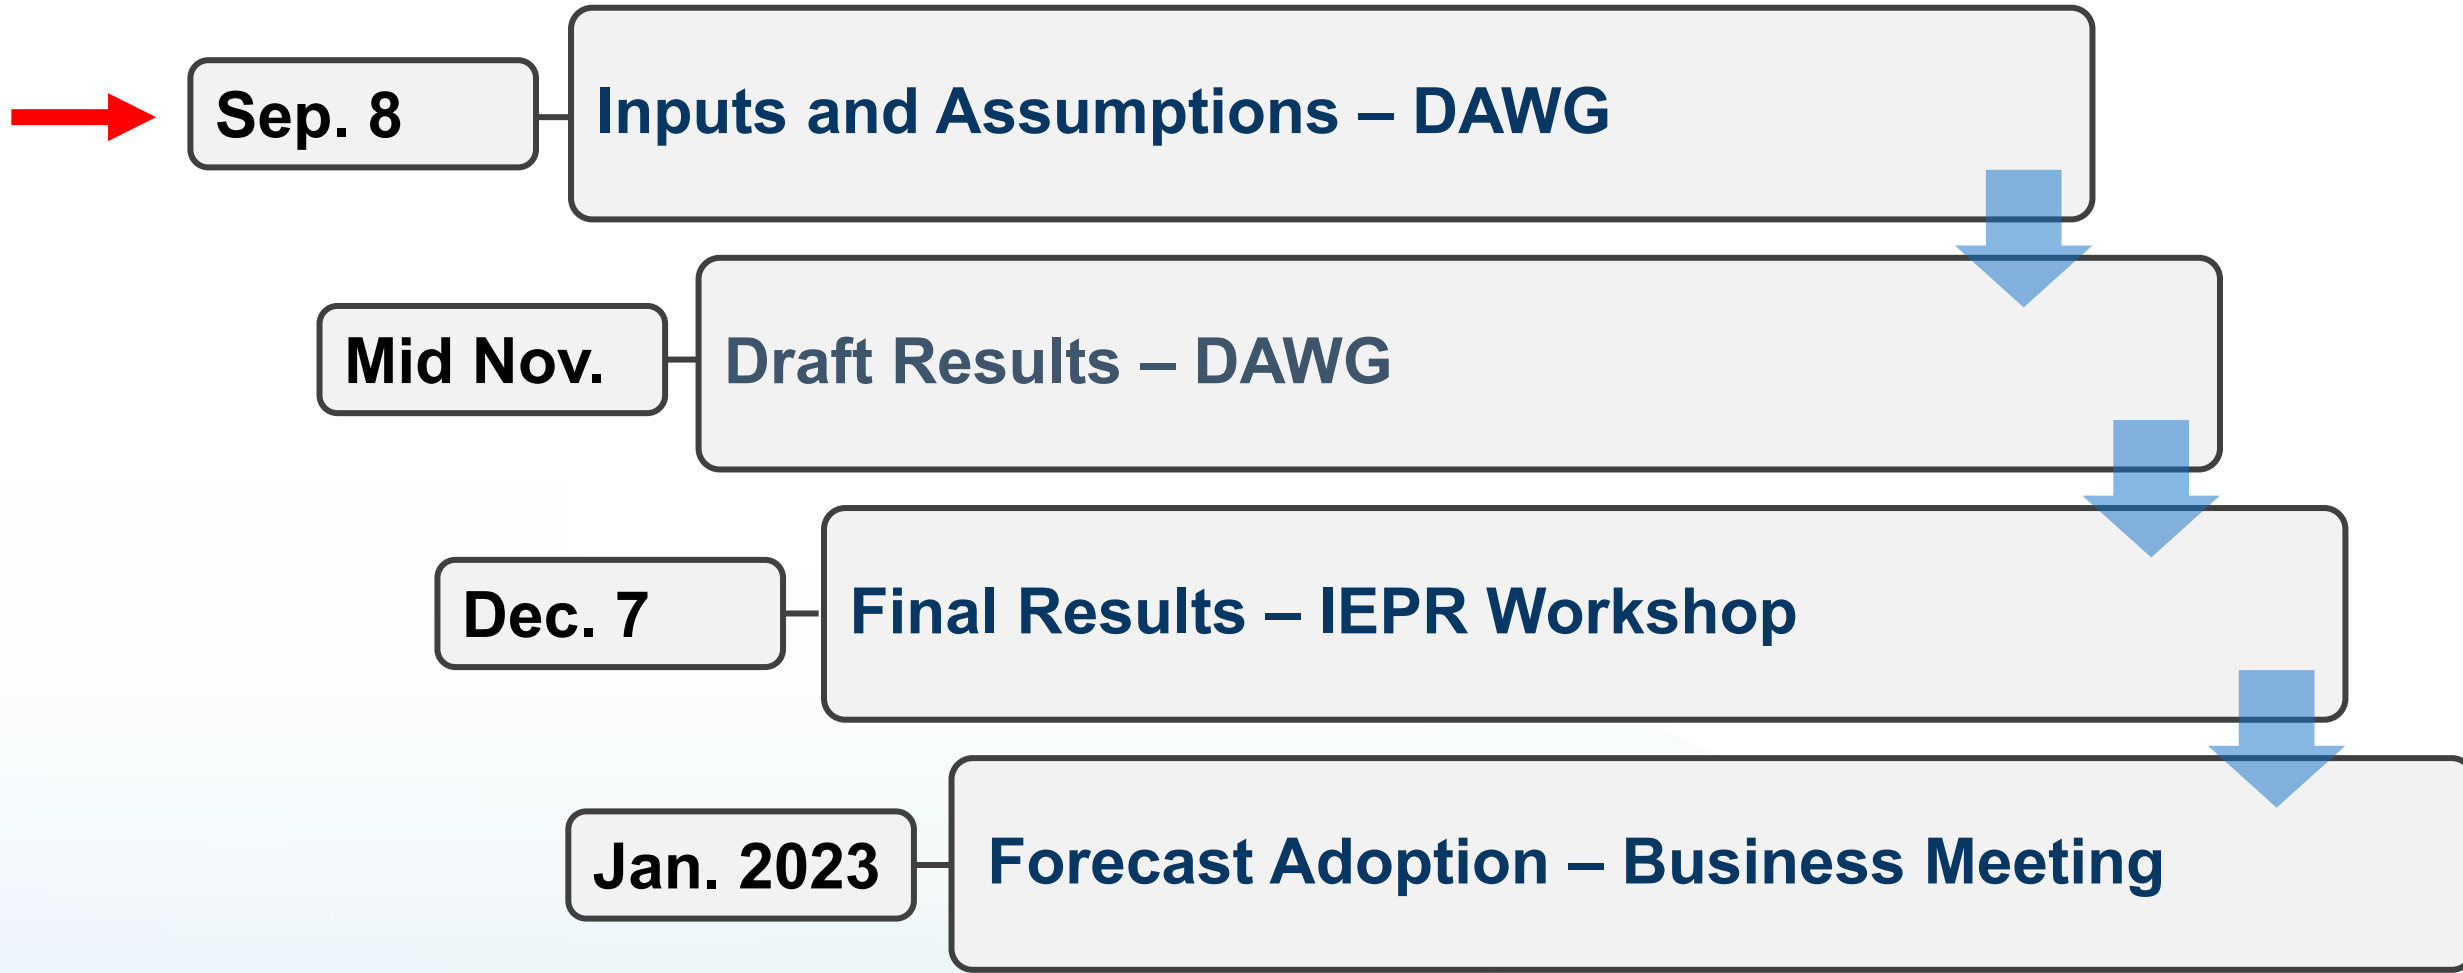 Sep. 8
Inputs and Assumptions – DAWG
Mid Nov.
Draft Results – DAWG
Dec. 7
Final Results – IEPR Workshop
Jan. 2023
Forecast Adoption – Business Meeting